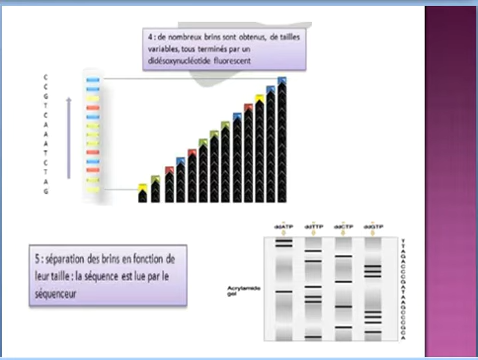 4 : de nombreux brins sont obtenus, de tailles
variables, tous terminés par un
didésoxynucléotide fluorescent
C
C
G
T
C
A
A
A
T
C
T
A
G
5 : séparation des brins en fonction de
leur taille : la séquence est lue par le
séquenceur
ddATP ddTTP ddCTP ddGTP
Acrylamide
gel
TTAGACCCGATAAGCCCGCA